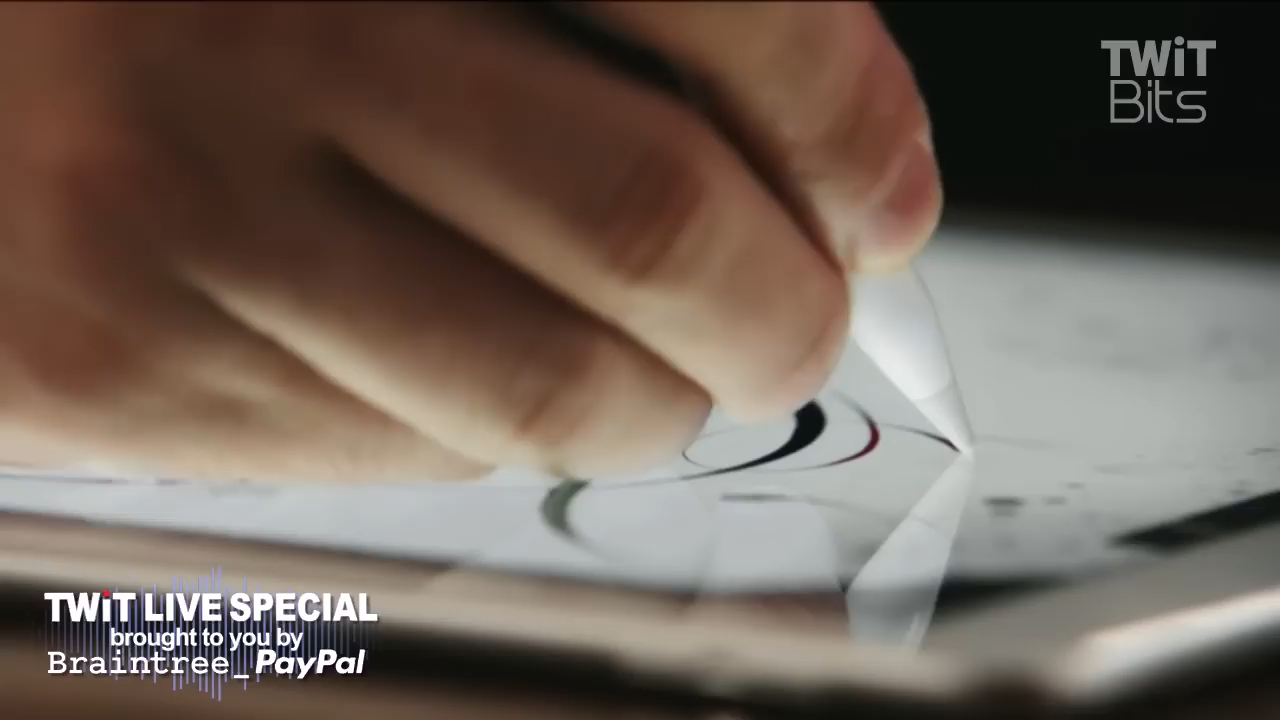 TWiT
Bits
TWiT LIVE SPECIAL
brought to you by
Braintree_PayPal